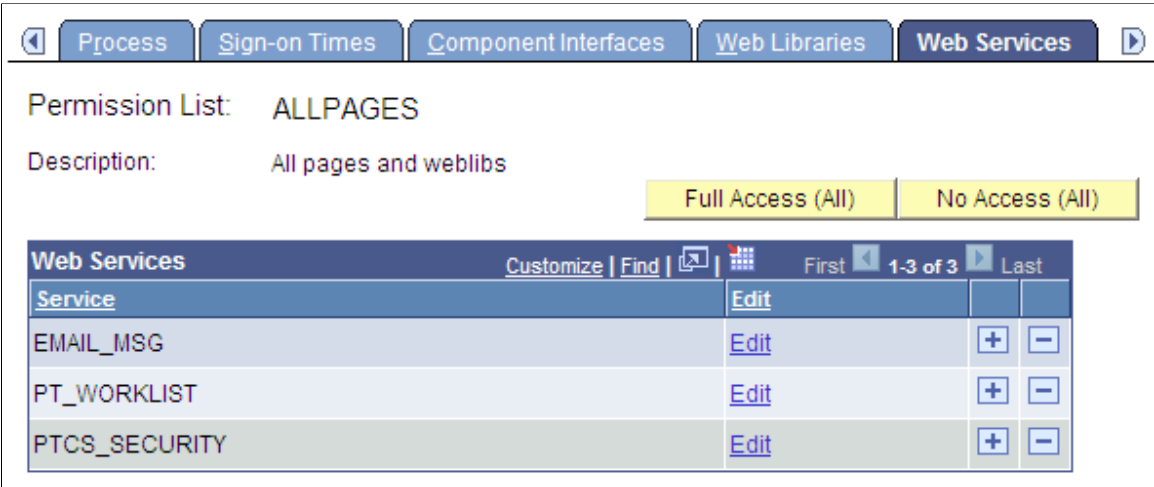 Process Sign-on Times Component Interfaces Web Libraries Web Services
Permission List: ALLPAGES
Description: All pages and weblibs
Full Access (All) No Access (All)
Web Services Customize | Find | | First 1-3 of 3 Last
Service Edit
EMAIL_MSG Edit
PT_WORKLIST Edit
PTCS_SECURITY Edit